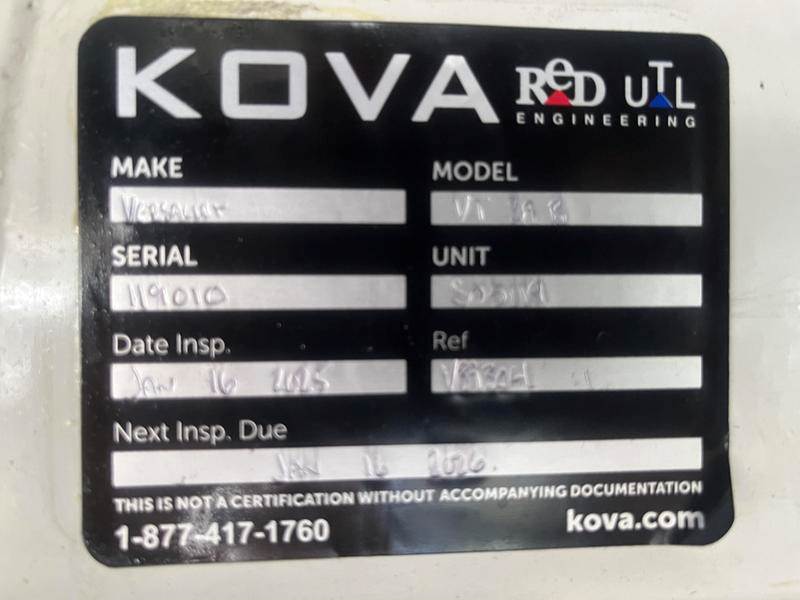 KOVA ReD UTL
ENGINEERING
MAKE MODEL
VT
SERIAL UNIT
119010
Date Insp. Ref
JAN 16 2025
Next Insp. Due
JAN 16 2026
THIS IS NOT A CERTIFICATION WITHOUT ACCOMPANYING DOCUMENTATION
1-877-417-1760 kova.com